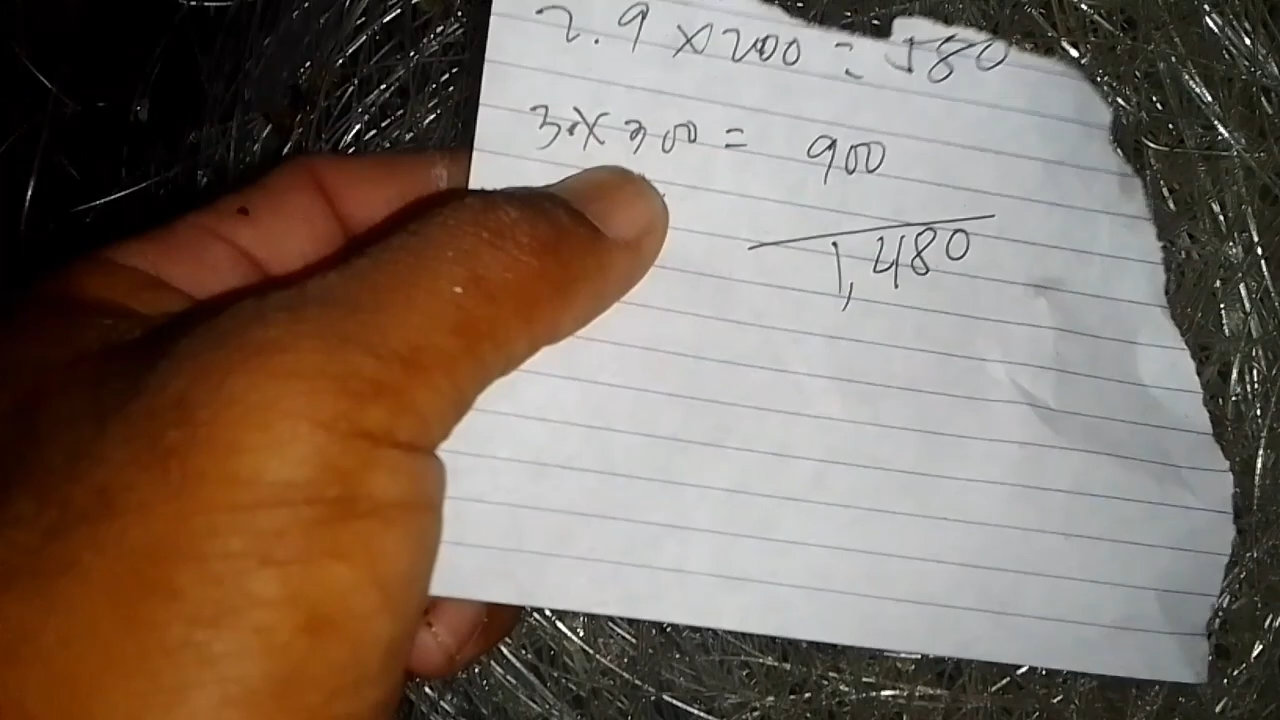 2.9 x 200 = 580
3 x 300 = 900
1,480